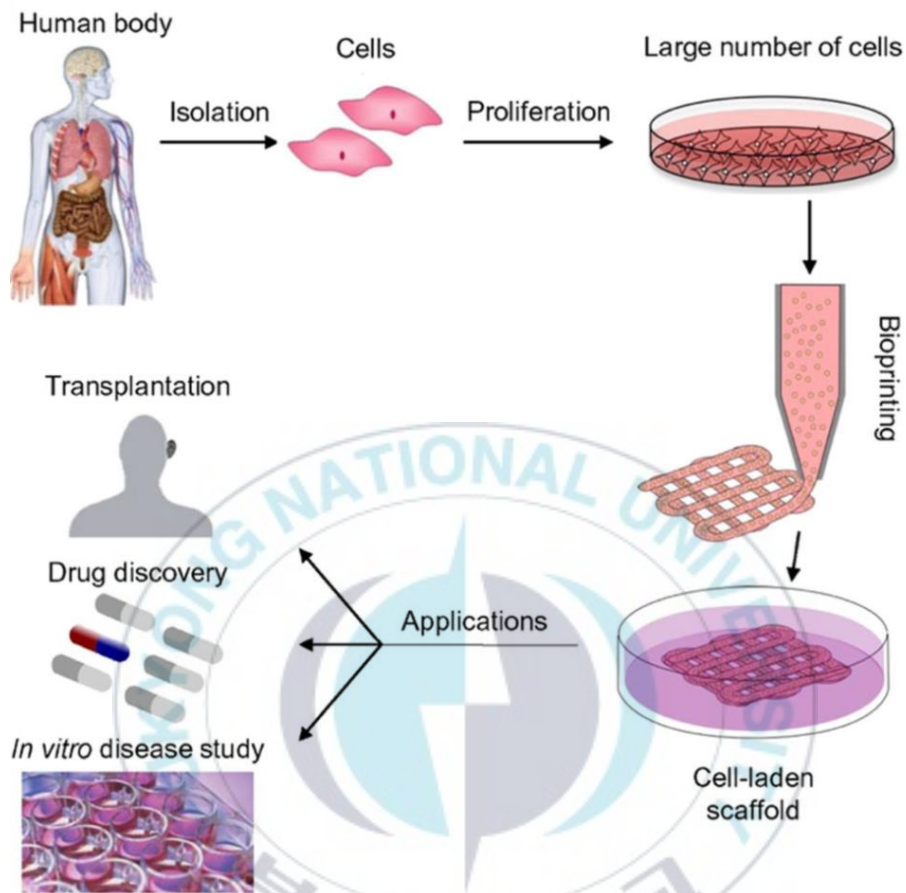 Human body
Isolation
Cells
Proliferation
Large number of cells
Bioprinting
Cell-laden
scaffold
Applications
Transplantation
Drug discovery
In vitro disease study
NATIONAL UNIVERSITY